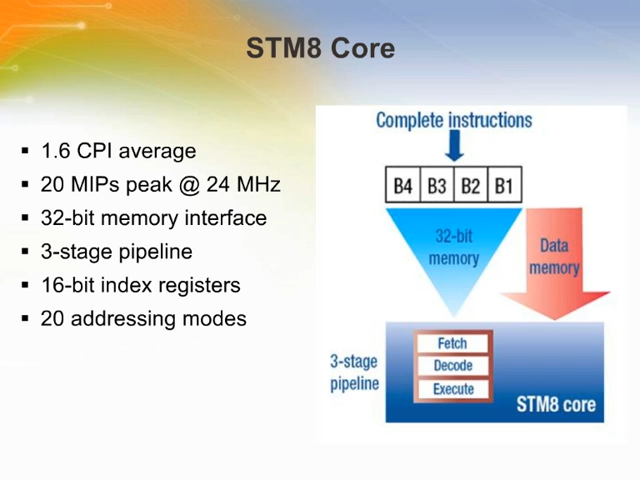 STM8 Core
▪ 1.6 CPI average
▪ 20 MIPs peak @ 24 MHz
▪ 32-bit memory interface
▪ 3-stage pipeline
▪ 16-bit index registers
▪ 20 addressing modes
Complete instructions
B4 B3 B2 B1
32-bit
memory
Data
memory
3-stage
pipeline
Fetch
Decode
Execute
STM8 core